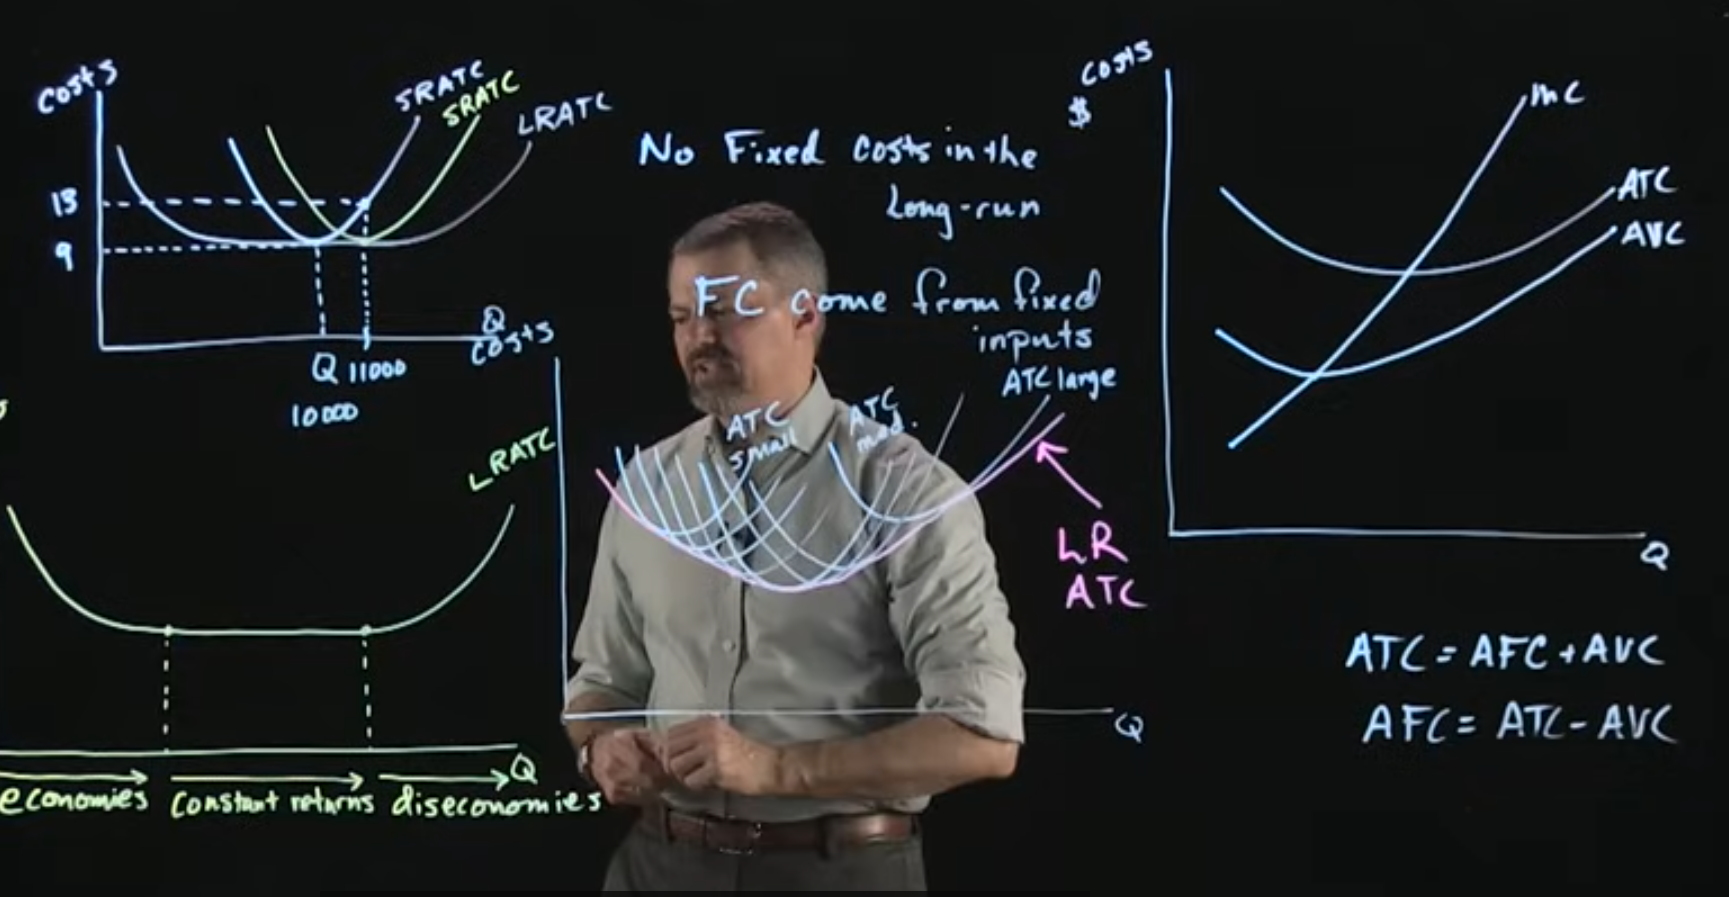 Costs
SRATC
SRATC
LRATC
13
9
Q
Q 11000
10000
No Fixed costs in the
Long-run
FC come from fixed
inputs
Costs
ATC
small
ATC
med.
ATC large
LR
ATC
Q
LRATC
Q
economies constant returns diseconomies
Costs
$
MC
ATC
AVC
Q
ATC = AFC + AVC
AFC = ATC - AVC